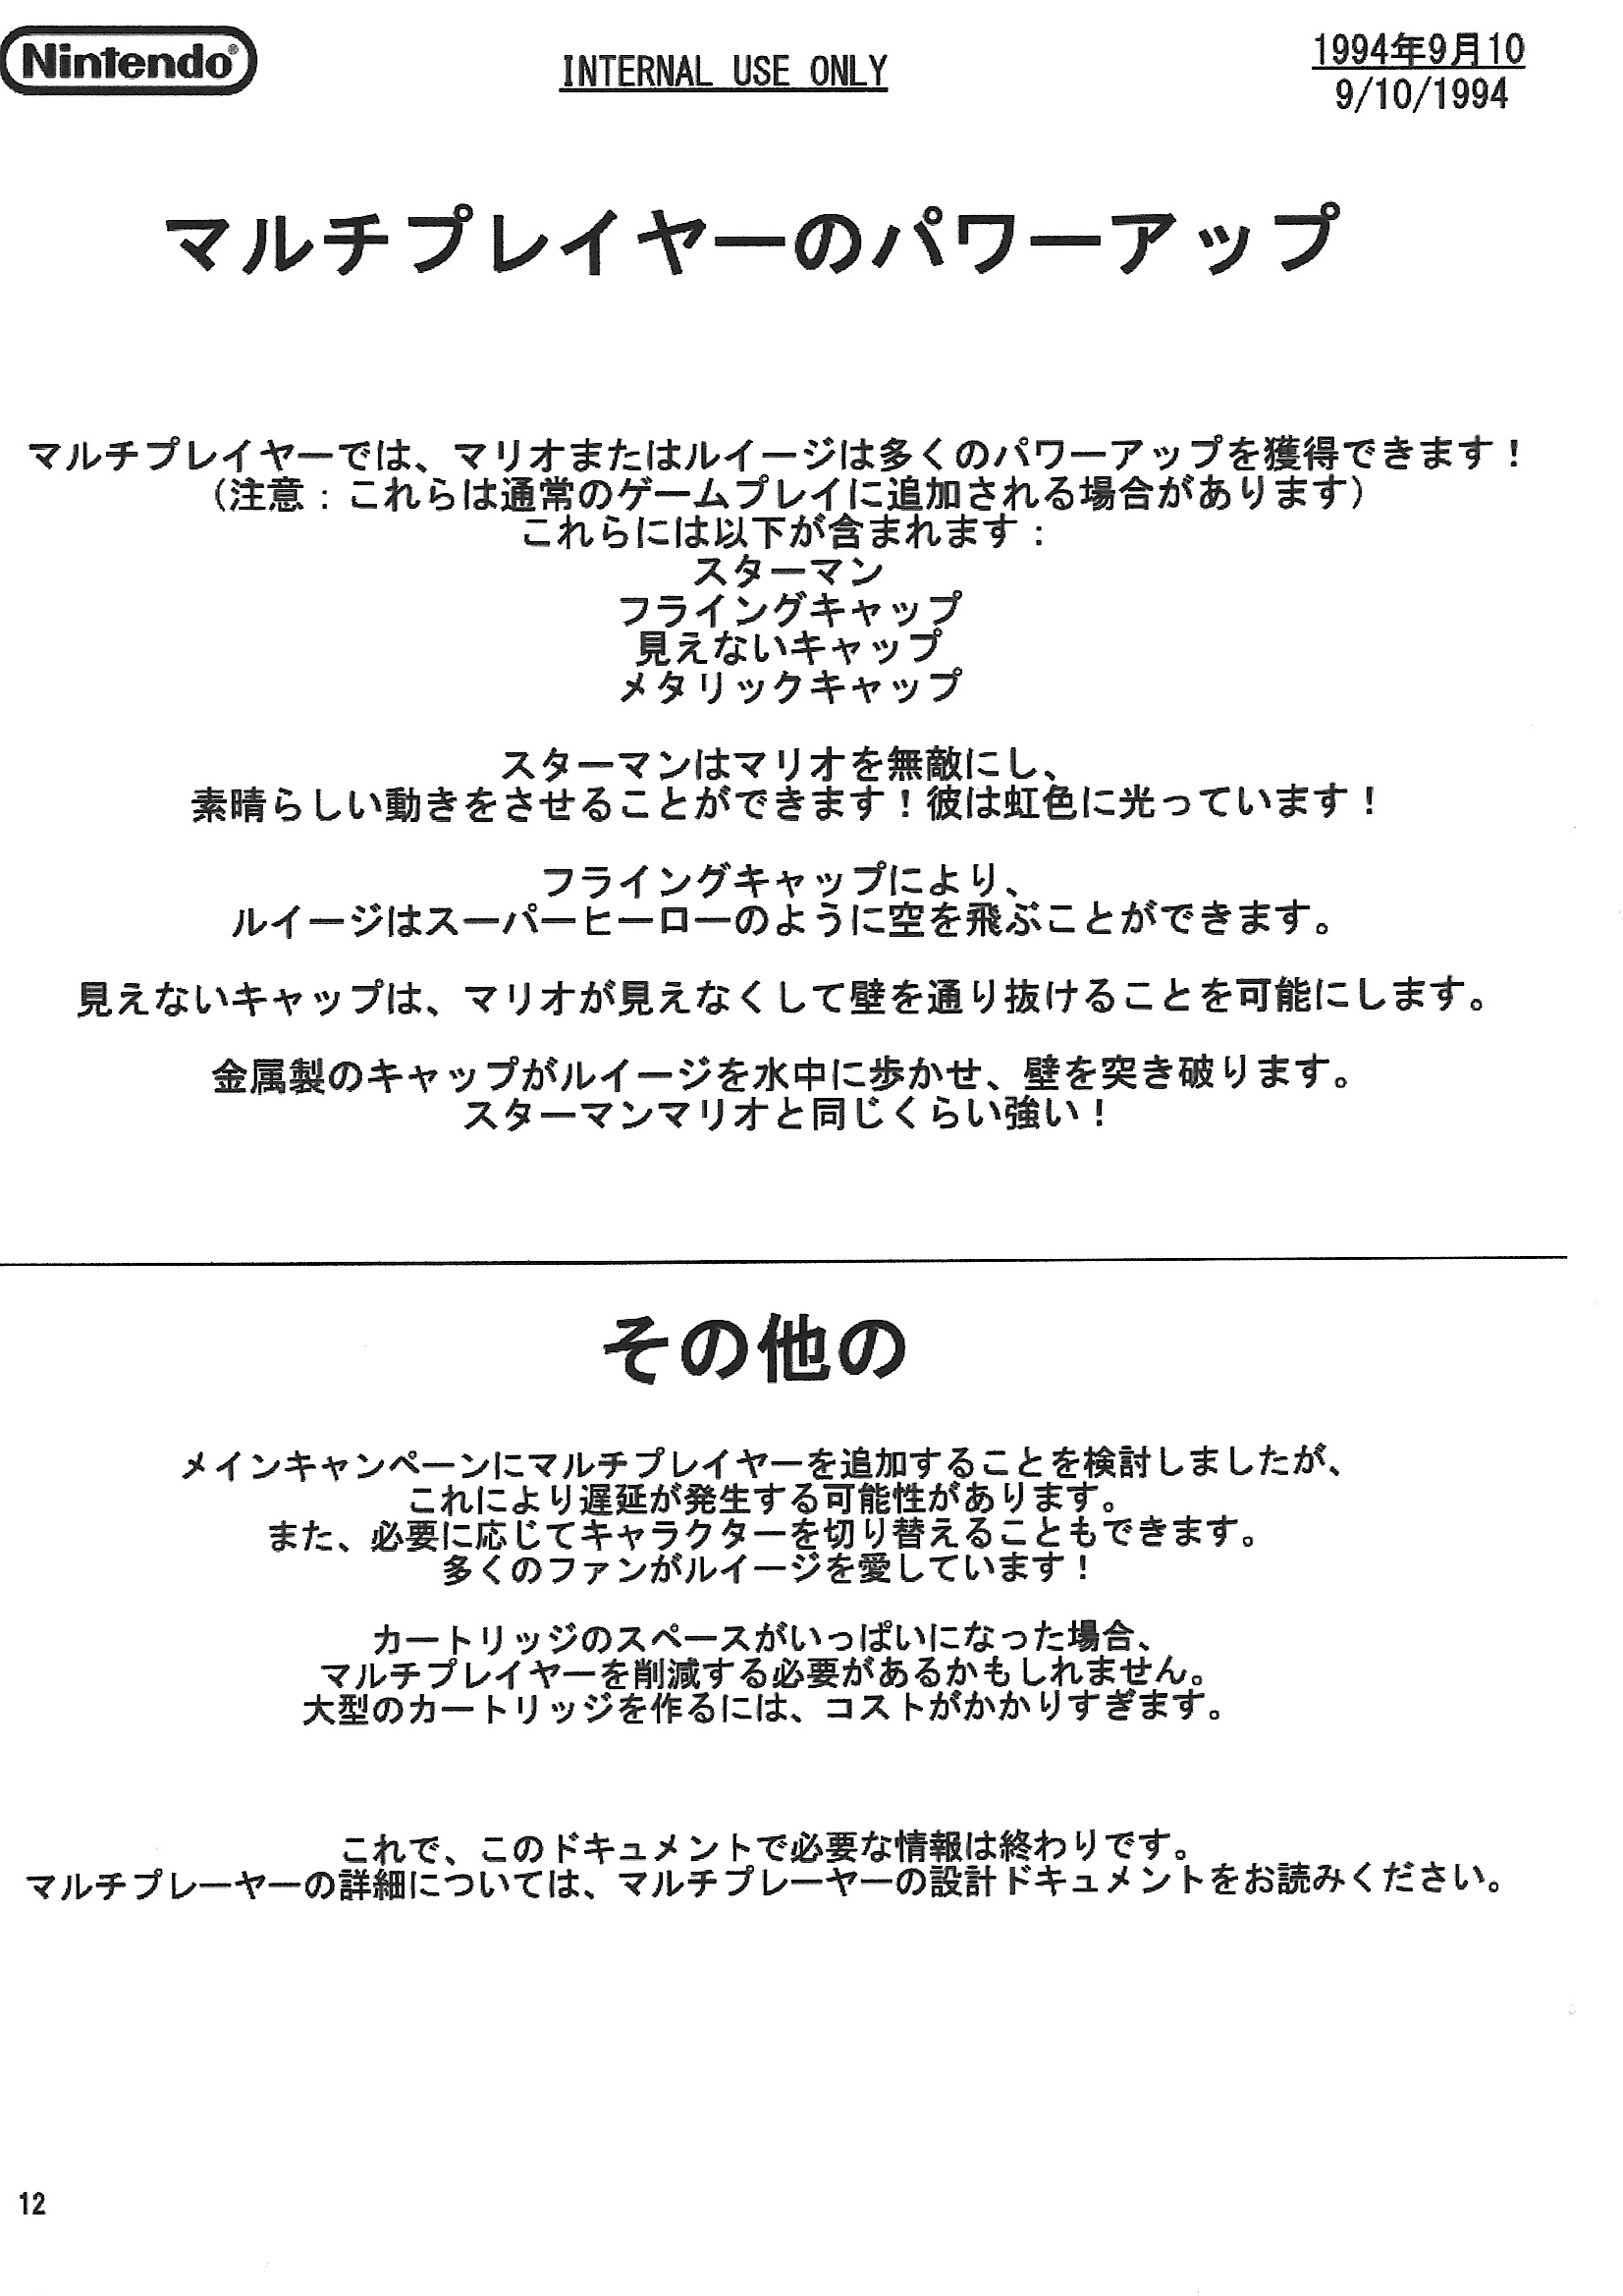 Nintendo®
INTERNAL USE ONLY
1994年9月10
9/10/1994
マルチプレイヤーのパワーアップ
マルチプレイヤーでは、マリオまたはルイージは多くのパワーアップを獲得できます！
（注意：これらは通常のゲームプレイに追加される場合があります）
これらには以下が含まれます：
スターマン
フライングキャップ
見えないキャップ
メタリックキャップ
スターマンはマリオを無敵にし、
素晴らしい動きをさせることができます！彼は虹色に光っています！
フライングキャップにより、
ルイージはスーパーヒーローのように空を飛ぶことができます。
見えないキャップは、マリオが見えなくして壁を通り抜けることを可能にします。
金属製のキャップがルイージを水中に歩かせ、壁を突き破ります。
スターマンマリオと同じくらい強い！
その他の
メインキャンペーンにマルチプレイヤーを追加することを検討しましたが、
これにより遅延が発生する可能性があります。
また、必要に応じてキャラクターを切り替えることもできます。
多くのファンがルイージを愛しています！
カートリッジのスペースがいっぱいになった場合、
マルチプレイヤーを削減する必要があるかもしれません。
大型のカートリッジを作るには、コストがかかりすぎます。
これで、このドキュメントで必要な情報は終わりです。
マルチプレーヤーの詳細については、マルチプレーヤーの設計ドキュメントをお読みください。
12